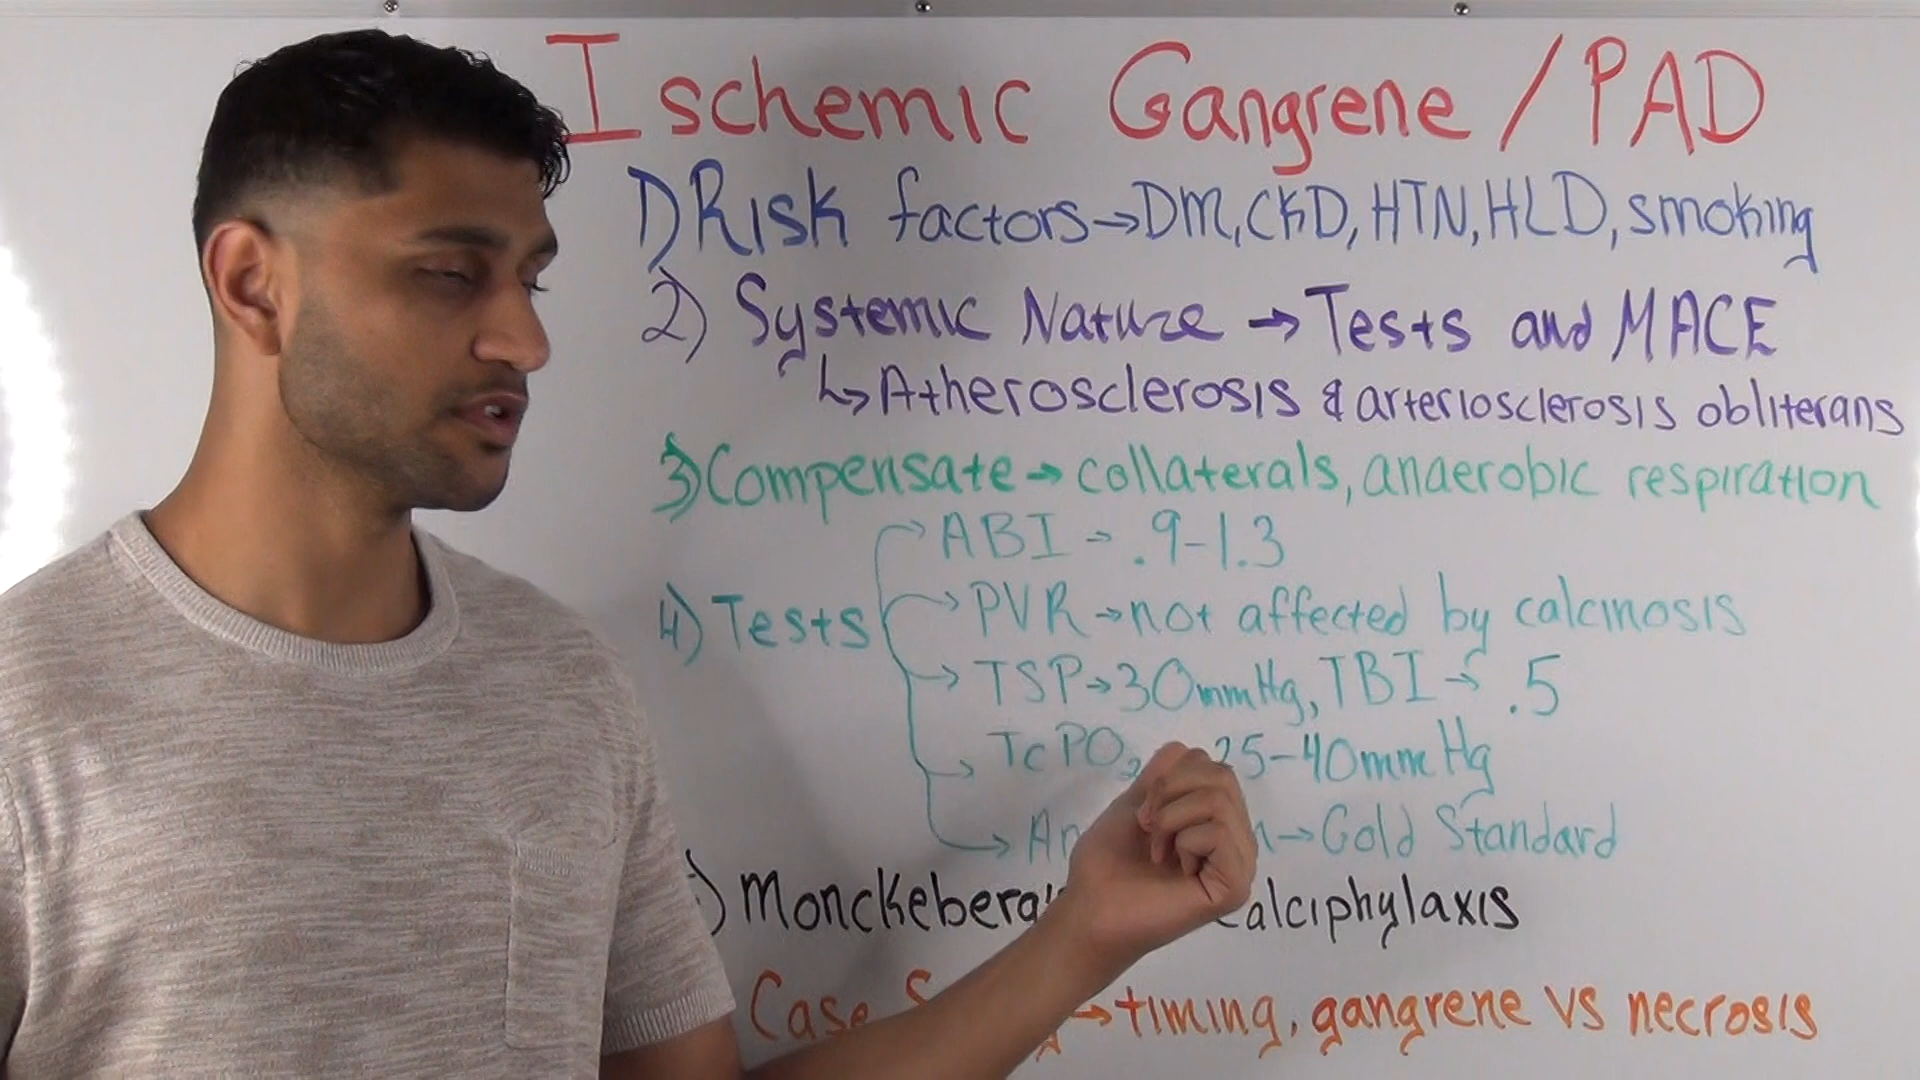 Ischemic Gangrene / PAD
1) Risk factors → DM, CKD, HTN, HLD, smoking
2) Systemic Nature → Tests and MACE
↳ Atherosclerosis & arteriosclerosis obliterans
3) Compensate → collaterals, anaerobic respiration
4) Tests
→ ABI → .9-1.3
→ PVR → not affected by calcinosis
→ TSP → 30mmHg, TBI → .5
→ TcPO2 25-40mmHg
→ → Gold Standard
) Monckeberg's calciphylaxis
Case → timing, gangrene vs necrosis